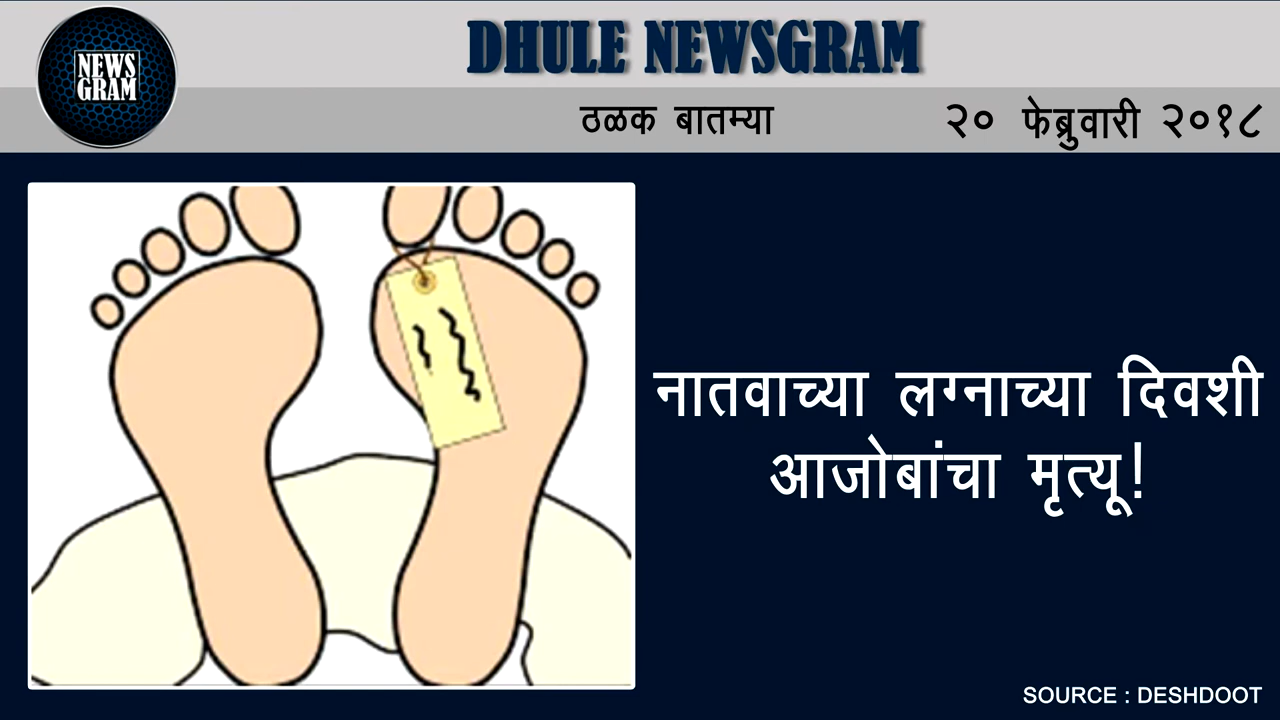 NEWS
GRAM
DHULE NEWSGRAM
ठळक बातम्या
२० फेब्रुवारी २०१८
नातवाच्या लग्नाच्या दिवशी
आजोबांचा मृत्यू!
SOURCE : DESHDOOT